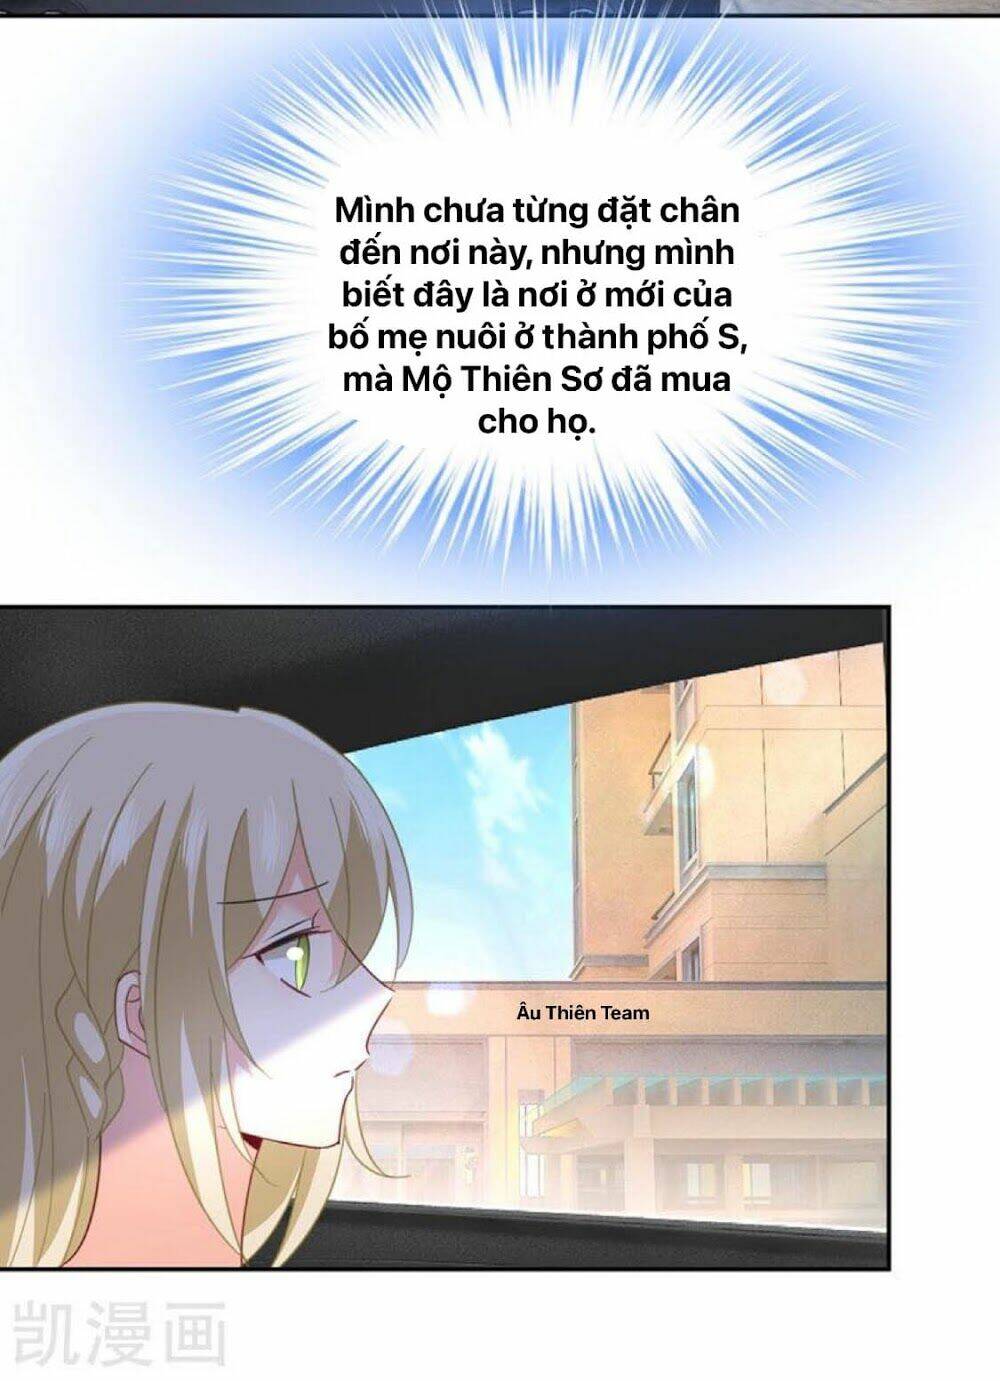 Mình chưa từng đặt chân
đến nơi này, nhưng mình
biết đây là nơi ở mới của
bố mẹ nuôi ở thành phố S,
mà Mộ Thiên Sơ đã mua
cho họ.
Âu Thiên Team
凯漫画